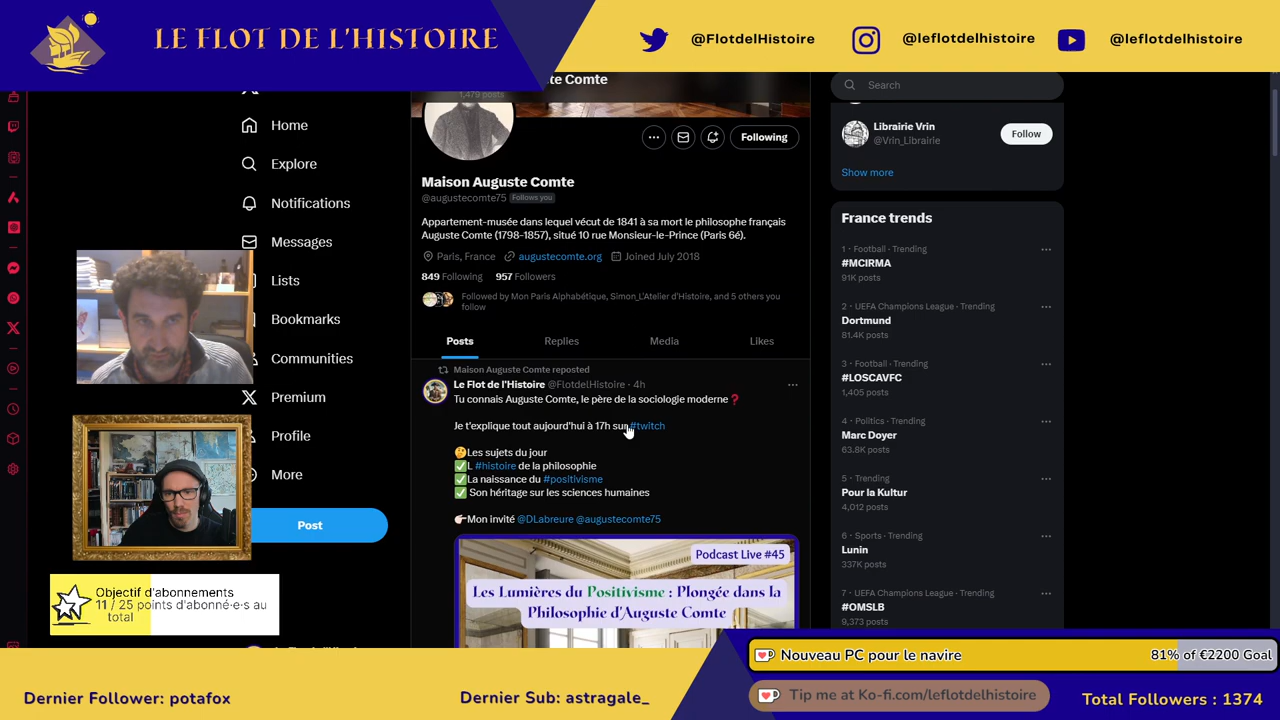 LE FLOT DE L'HISTOIRE
@FlotdelHistoire
@leflotdelhistoire
@leflotdelhistoire
Home
Explore
Notifications
Messages
Lists
Bookmarks
Communities
Premium
Profile
More
Post
Objectif d'abonnements
11 / 25 points d'abonné·e·s au
total
te Comte
1,479 posts
Following
Maison Auguste Comte
@augustecomte75 Follows you
Appartement-musée dans lequel vécut de 1841 à sa mort le philosophe français
Auguste Comte (1798-1857), situé 10 rue Monsieur-le-Prince (Paris 6é).
Paris, France augustecomte.org Joined July 2018
849 Following 957 Followers
Followed by Mon Paris Alphabétique, Simon_L'Atelier d'Histoire, and 5 others you
follow
Posts Replies Media Likes
Maison Auguste Comte reposted
Le Flot de l'Histoire @FlotdelHistoire · 4h
Tu connais Auguste Comte, le père de la sociologie moderne❓
Je t'explique tout aujourd'hui à 17h sur #twitch
🤔Les sujets du jour
✅L #histoire de la philosophie
✅La naissance du #positivisme
✅ Son héritage sur les sciences humaines
👉Mon invité @DLabreure @augustecomte75
Podcast Live #45
Les Lumières du Positivisme : Plongée dans la
Philosophie d'Auguste Comte
Search
Librairie Vrin
@Vrin_Librairie
Follow
Show more
France trends
1 · Football · Trending
#MCIRMA
91K posts
2 · UEFA Champions League · Trending
Dortmund
81.4K posts
3 · Football · Trending
#LOSCAVFC
1,405 posts
4 · Politics · Trending
Marc Doyer
63.8K posts
5 · Trending
Pour la Kultur
4,012 posts
6 · Sports · Trending
Lunin
337K posts
7 · UEFA Champions League · Trending
#OMSLB
9,373 posts
Nouveau PC pour le navire 81% of €2200 Goal
Dernier Follower: potafox
Dernier Sub: astragale_
Tip me at Ko-fi.com/leflotdelhistoire
Total Followers : 1374